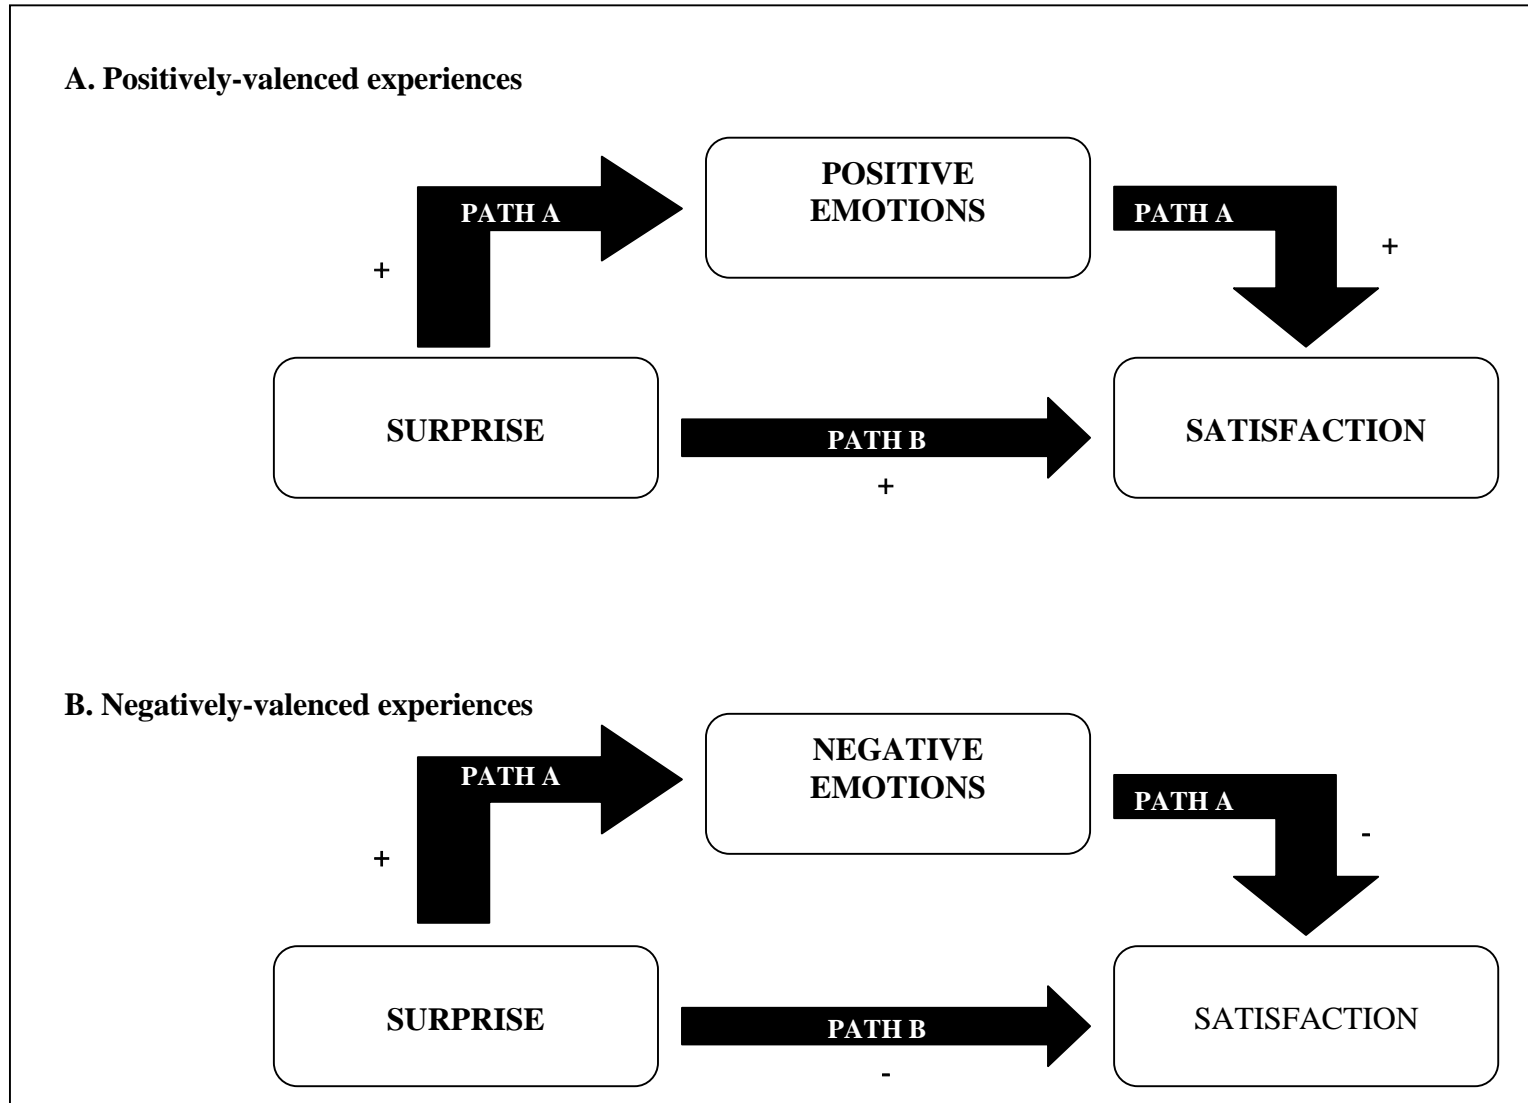 A. Positively-valenced experiences
POSITIVE
EMOTIONS
PATH A
PATH A
+
+
SURPRISE
PATH B
SATISFACTION
+
B. Negatively-valenced experiences
NEGATIVE
EMOTIONS
PATH A
PATH A
+
-
SURPRISE
PATH B
SATISFACTION
-